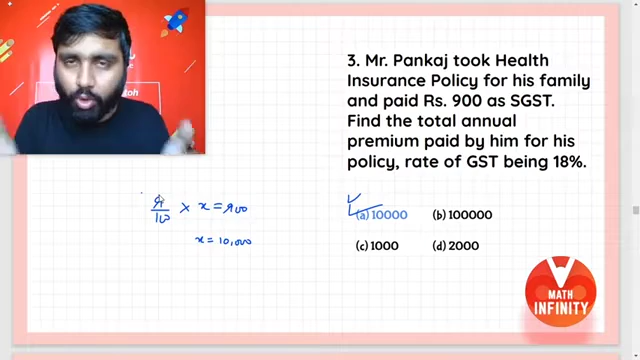 3. Mr. Pankaj took Health
Insurance Policy for his family
and paid Rs. 900 as SGST.
Find the total annual
premium paid by him for his
policy, rate of GST being 18%.
(a) 10000 (b) 100000
(c) 1000 (d) 2000
9/100 × x = 900
x = 10,000
MATH
INFINITY